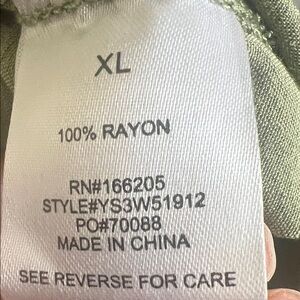 XL
100% RAYON
RN#166205
STYLE#YS3W51912
PO#70088
MADE IN CHINA
SEE REVERSE FOR CARE